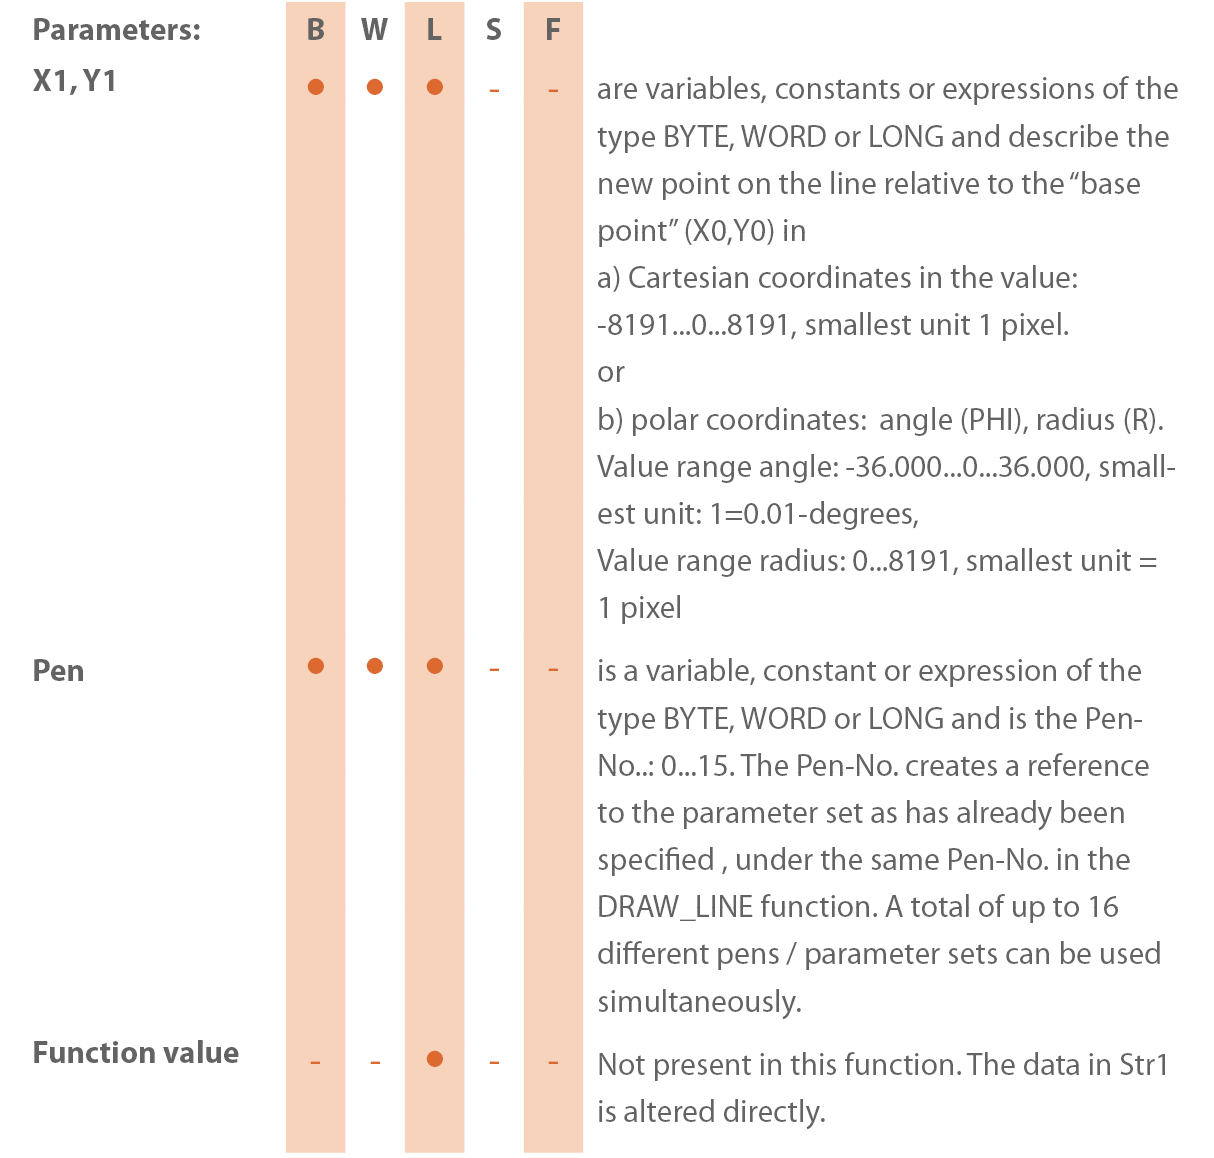 Parameters: B W L S F
X1, Y1 ● ● ● - - are variables, constants or expressions of the
type BYTE, WORD or LONG and describe the
new point on the line relative to the “base
point” (X0,Y0) in
a) Cartesian coordinates in the value:
-8191...0...8191, smallest unit 1 pixel.
or
b) polar coordinates: angle (PHI), radius (R).
Value range angle: -36.000...0...36.000, small-
est unit: 1=0.01-degrees,
Value range radius: 0...8191, smallest unit =
1 pixel
Pen ● ● ● - - is a variable, constant or expression of the
type BYTE, WORD or LONG and is the Pen-
No..: 0...15. The Pen-No. creates a reference
to the parameter set as has already been
specified , under the same Pen-No. in the
DRAW_LINE function. A total of up to 16
different pens / parameter sets can be used
simultaneously.
Function value - - ● - - Not present in this function. The data in Str1
is altered directly.